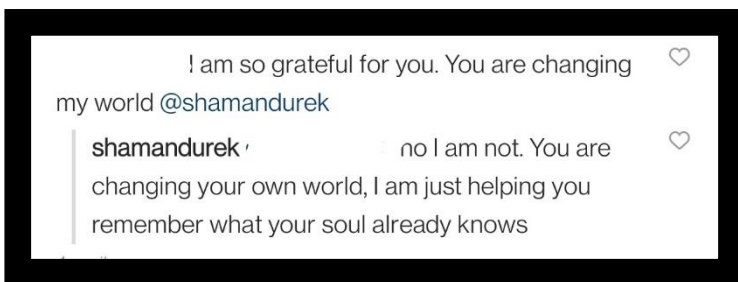 I am so grateful for you. You are changing
my world @shamandurek
shamandurek
no I am not. You are
changing your own world, I am just helping you
remember what your soul already knows